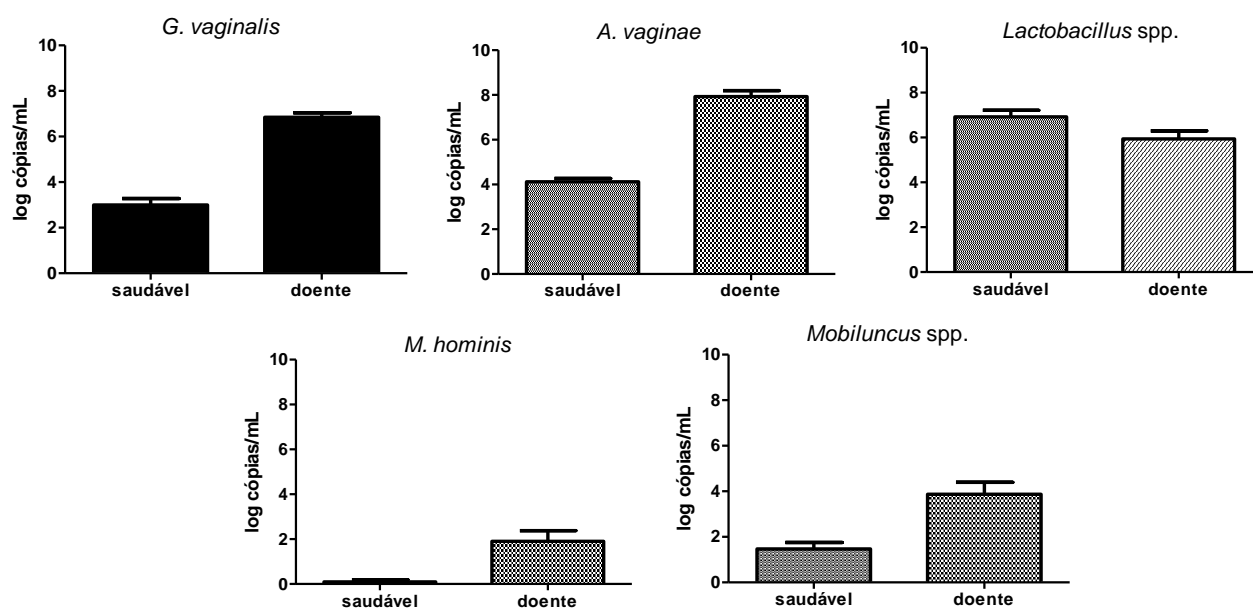 G. vaginalis
log cópias/mL
10
8
6
4
2
0
saudável doente
A. vaginae
log cópias/mL
10
8
6
4
2
0
saudável doente
Lactobacillus spp.
log cópias/mL
10
8
6
4
2
0
saudável doente
M. hominis
log cópias/mL
10
8
6
4
2
0
saudável doente
Mobiluncus spp.
log cópias/mL
10
8
6
4
2
0
saudável doente